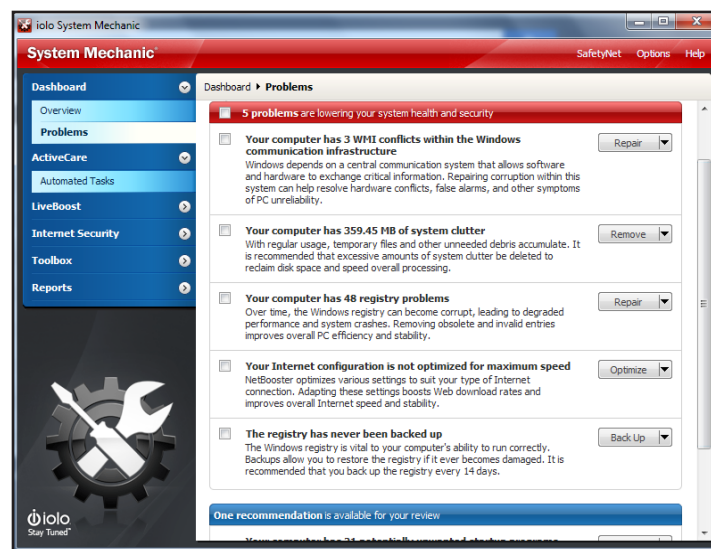 iolo System Mechanic
System Mechanic®
SafetyNet Options Help
Dashboard
Overview
Problems
ActiveCare
Automated Tasks
LiveBoost
Internet Security
Toolbox
Reports
iolo
Stay Tuned™
Dashboard ▸ Problems
5 problems are lowering your system health and security
Your computer has 3 WMI conflicts within the Windows
communication infrastructure
Windows depends on a central communication system that allows software
and hardware to exchange critical information. Repairing corruption within this
system can help resolve hardware conflicts, false alarms, and other symptoms
of PC unreliability.
Repair
Your computer has 359.45 MB of system clutter
With regular usage, temporary files and other unneeded debris accumulate. It
is recommended that excessive amounts of system clutter be deleted to
reclaim disk space and speed overall processing.
Remove
Your computer has 48 registry problems
Over time, the Windows registry can become corrupt, leading to degraded
performance and system crashes. Removing obsolete and invalid entries
improves overall PC efficiency and stability.
Repair
Your Internet configuration is not optimized for maximum speed
NetBooster optimizes various settings to suit your type of Internet
connection. Adapting these settings boosts Web download rates and
improves overall Internet speed and stability.
Optimize
The registry has never been backed up
The Windows registry is vital to your computer's ability to run correctly.
Backups allow you to restore the registry if it ever becomes damaged. It is
recommended that you back up the registry every 14 days.
Back Up
One recommendation is available for your review
Your computer has 21 potentially unwanted startup programs